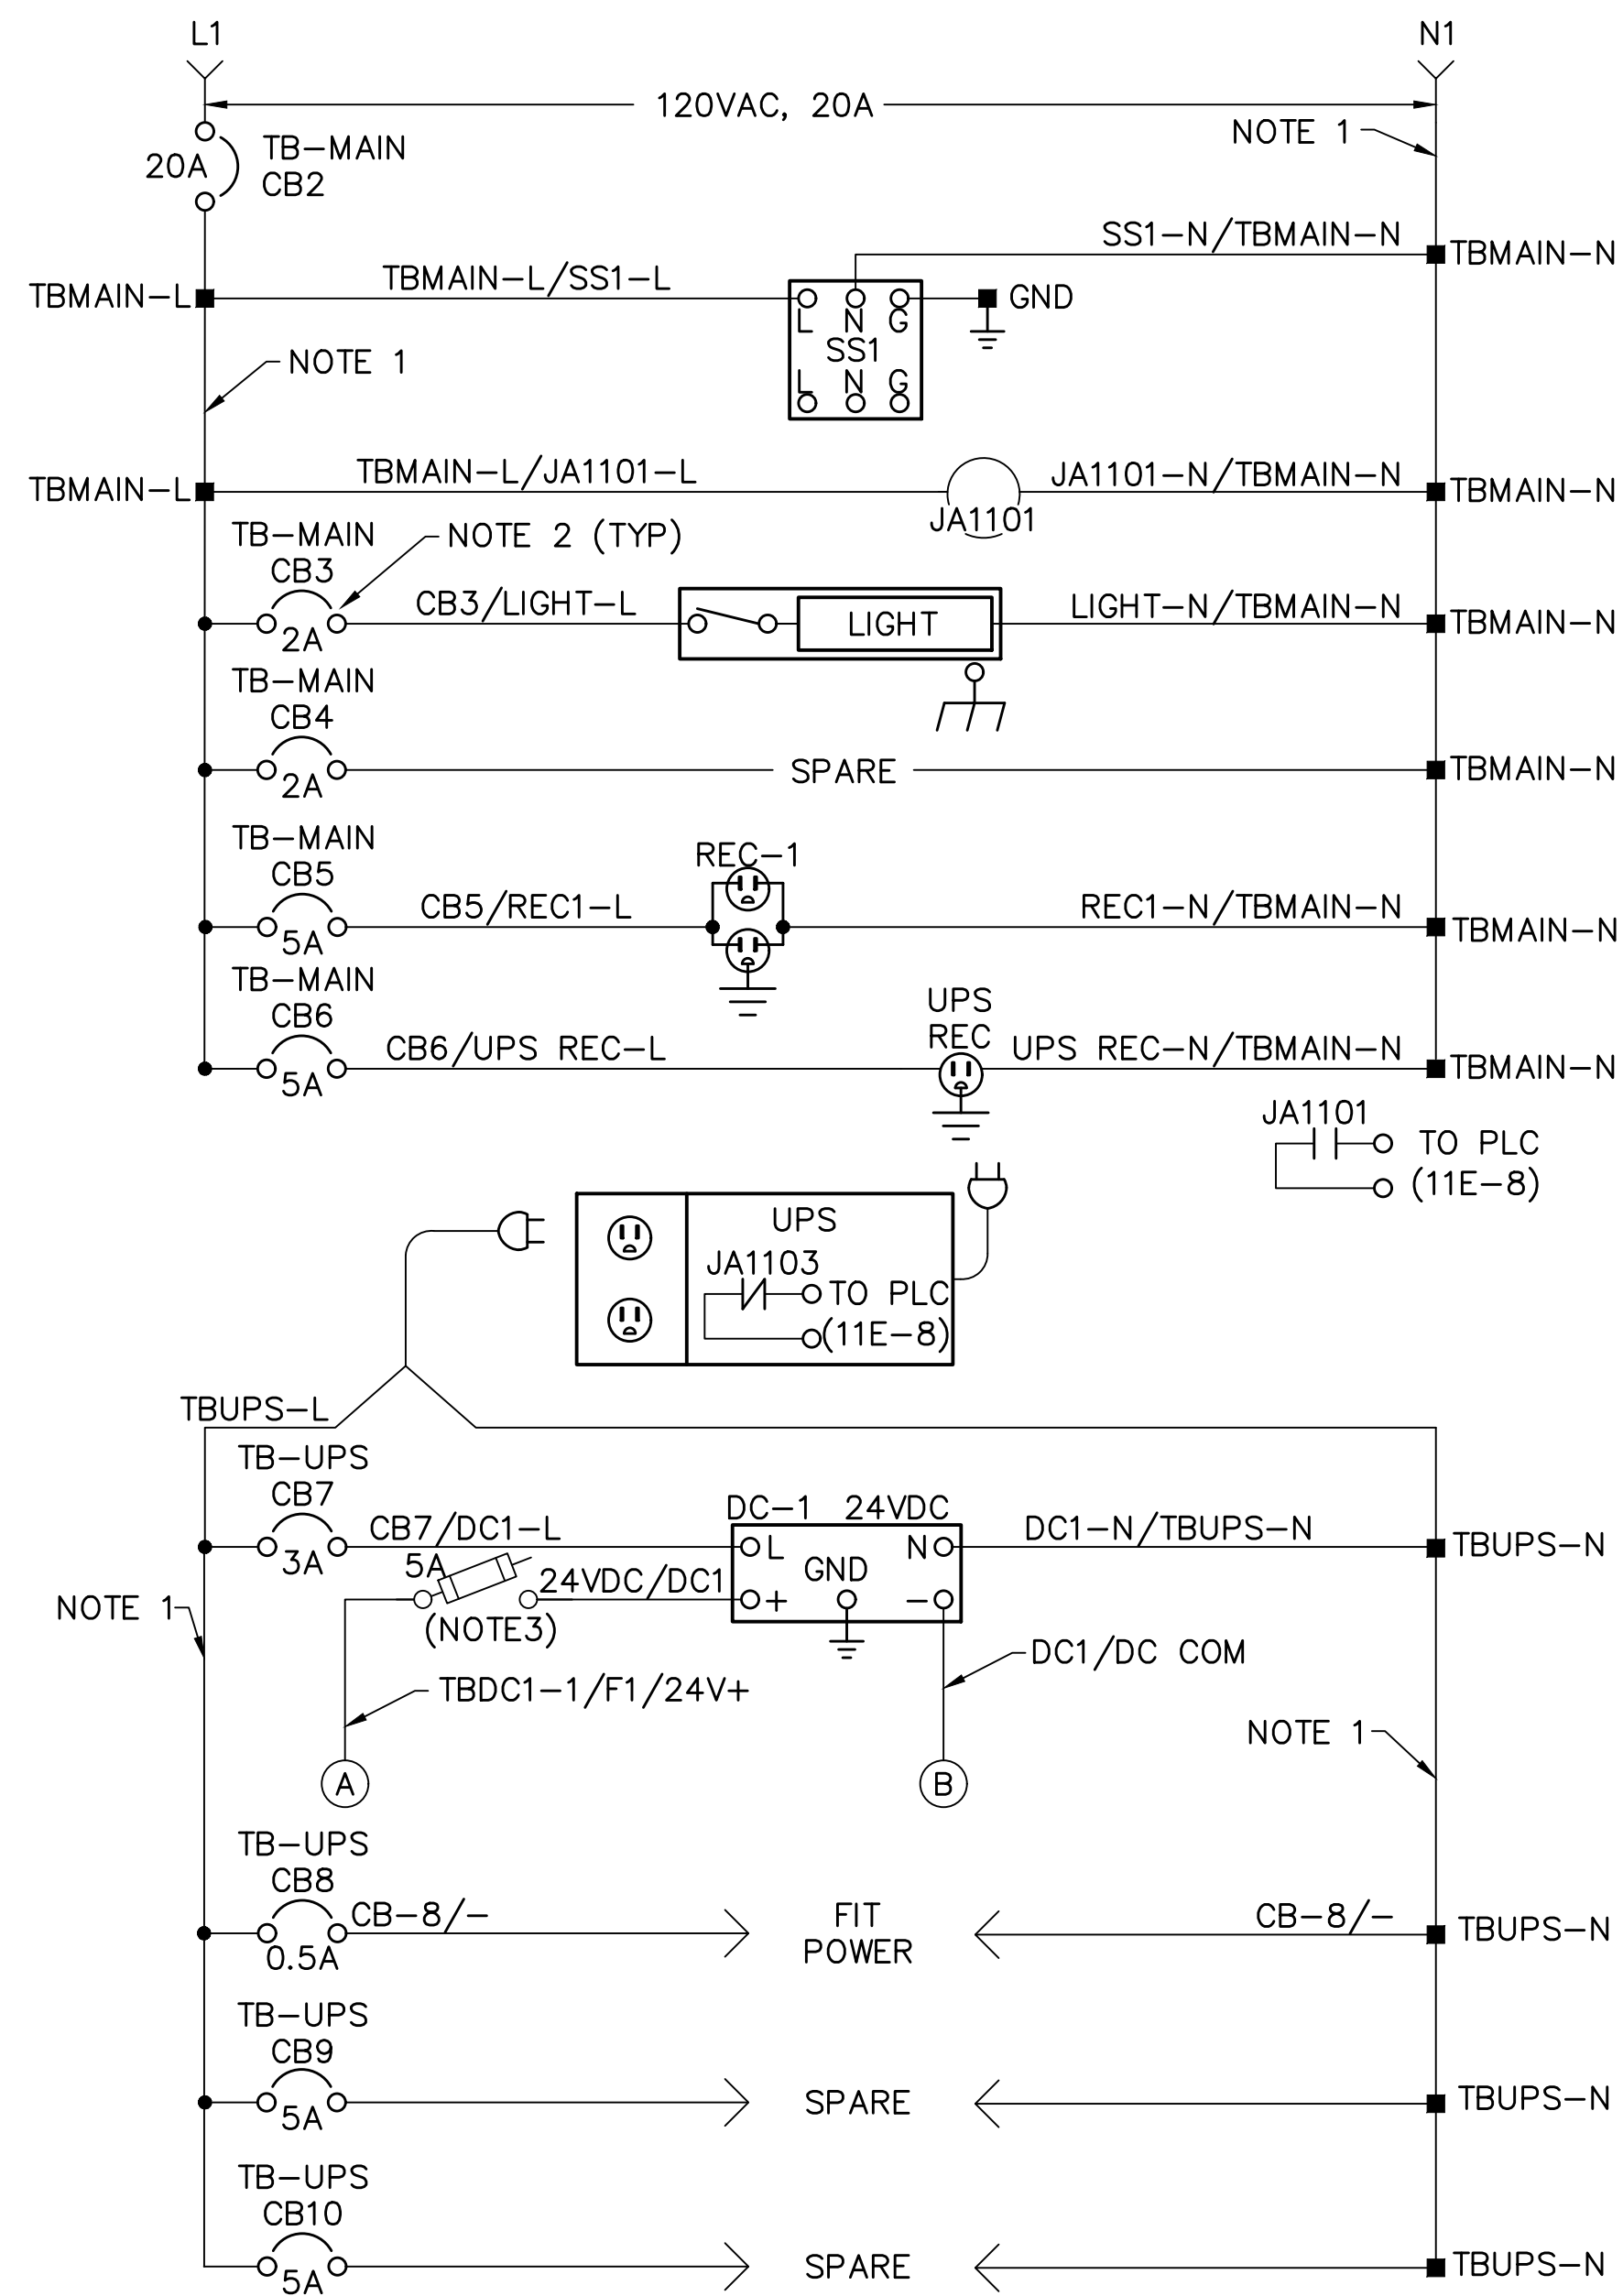 L1
N1
120VAC, 20A
NOTE 1
20A
TB-MAIN
CB2
SS1-N/TBMAIN-N
TBMAIN-N
TBMAIN-L
TBMAIN-L/SS1-L
GND
L N G
SS1
L N G
NOTE 1
TBMAIN-L
TBMAIN-L/JA1101-L
JA1101
JA1101-N/TBMAIN-N
TBMAIN-N
TB-MAIN
CB3
2A
NOTE 2 (TYP)
CB3/LIGHT-L
LIGHT
LIGHT-N/TBMAIN-N
TBMAIN-N
TB-MAIN
CB4
2A
SPARE
TBMAIN-N
TB-MAIN
CB5
5A
CB5/REC1-L
REC-1
REC1-N/TBMAIN-N
TBMAIN-N
TB-MAIN
CB6
5A
CB6/UPS REC-L
UPS
REC
UPS REC-N/TBMAIN-N
TBMAIN-N
JA1101
TO PLC
(11E-8)
UPS
JA1103
TO PLC
(11E-8)
TBUPS-L
TB-UPS
CB7
3A
CB7/DC1-L
DC-1 24VDC
L N
GND
+ -
DC1-N/TBUPS-N
TBUPS-N
5A
24VDC/DC1
(NOTE3)
NOTE 1
DC1/DC COM
TBDC1-1/F1/24V+
NOTE 1
A
B
TB-UPS
CB8
0.5A
CB-8/-
FIT
POWER
CB-8/-
TBUPS-N
TB-UPS
CB9
5A
SPARE
TBUPS-N
TB-UPS
CB10
5A
SPARE
TBUPS-N